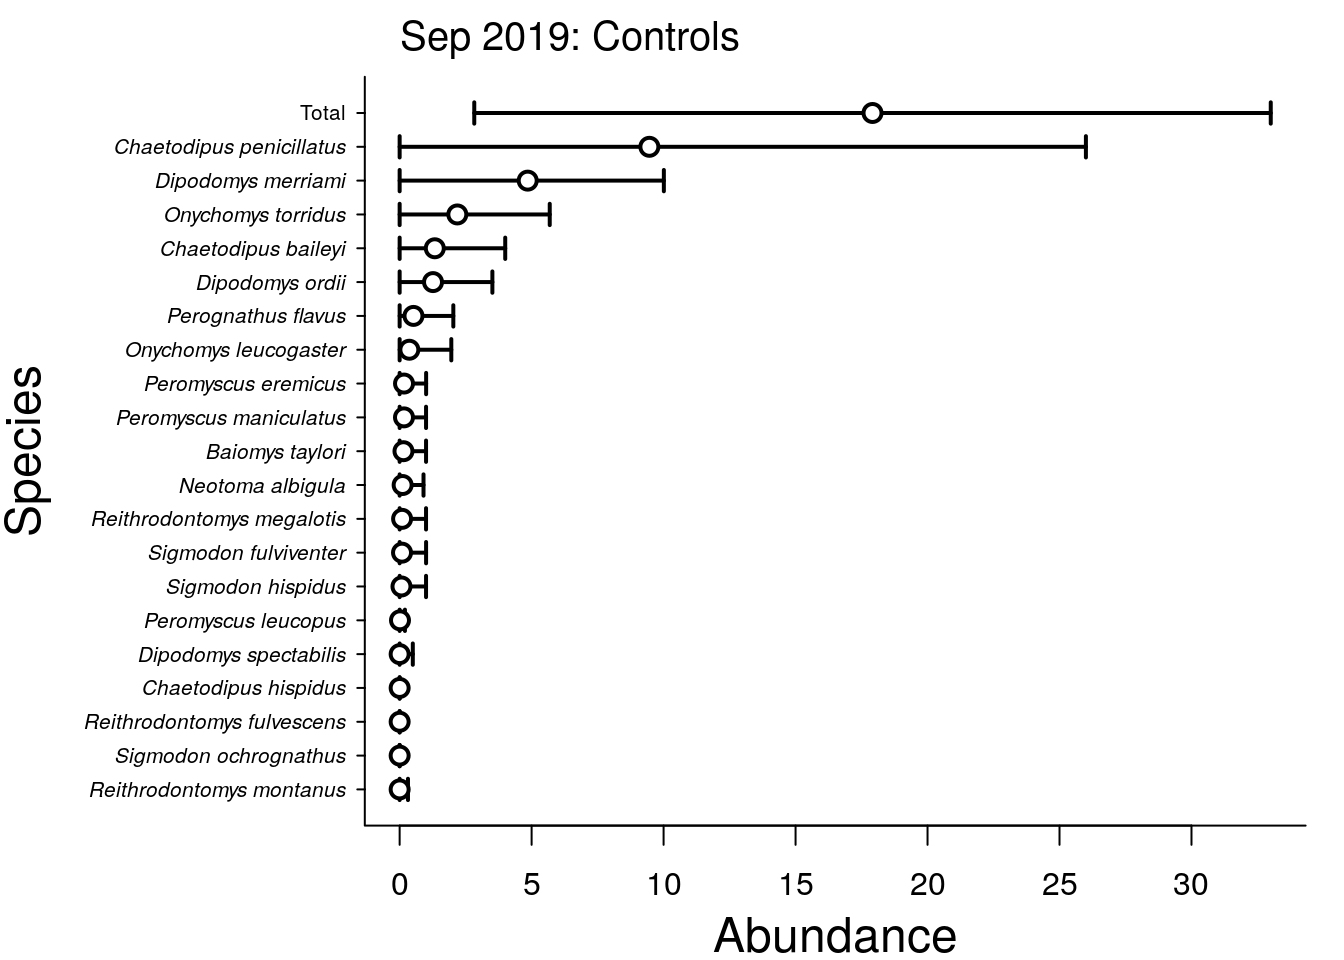 Sep 2019: Controls
Species
Total
Chaetodipus penicillatus
Dipodomys merriami
Onychomys torridus
Chaetodipus baileyi
Dipodomys ordii
Perognathus flavus
Onychomys leucogaster
Peromyscus eremicus
Peromyscus maniculatus
Baiomys taylori
Neotoma albigula
Reithrodontomys megalotis
Sigmodon fulviventer
Sigmodon hispidus
Peromyscus leucopus
Dipodomys spectabilis
Chaetodipus hispidus
Reithrodontomys fulvescens
Sigmodon ochrognathus
Reithrodontomys montanus
0 5 10 15 20 25 30
Abundance